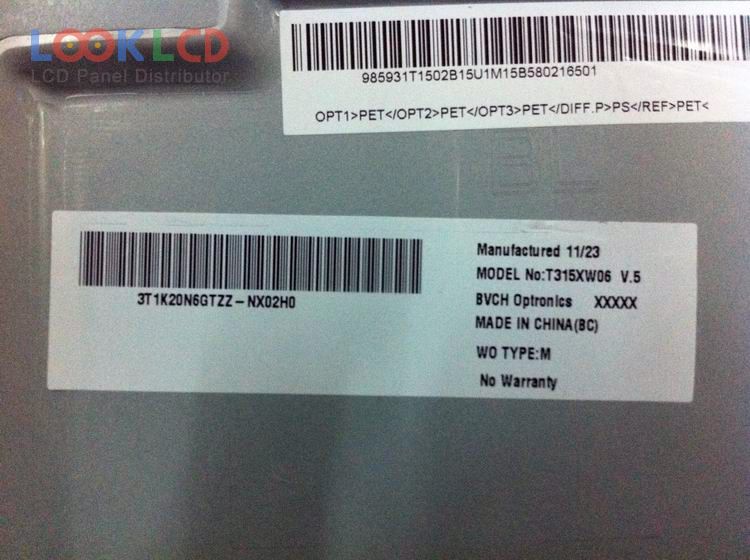 LOOKLCD
LCD Panel Distributor
985931T1502B15U1M15B580216501
OPT1>PET</OPT2>PET</OPT3>PET</DIFF.P>PS</REF>PET<
3T1K20N6GTZZ-NX02H0
Manufactured 11/23
MODEL No:T315XW06 V.5
BVCH Optronics XXXXX
MADE IN CHINA(BC)
WO TYPE:M
No Warranty